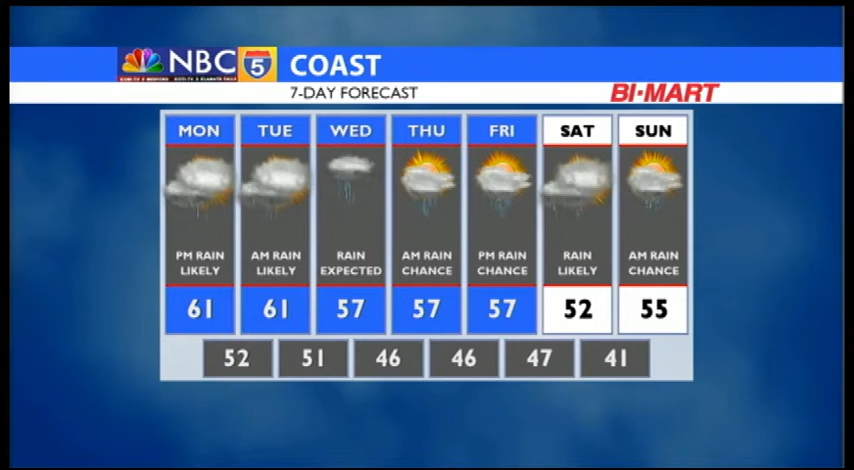 NBC 5
KOBI-TV 5 MEDFORD KOTI-TV 2 KLAMATH FALLS
COAST
7-DAY FORECAST
BI•MART
MON TUE WED THU FRI SAT SUN
PM RAIN LIKELY AM RAIN LIKELY RAIN EXPECTED AM RAIN CHANCE PM RAIN CHANCE RAIN LIKELY AM RAIN CHANCE
61 61 57 57 57 52 55
52 51 46 46 47 41